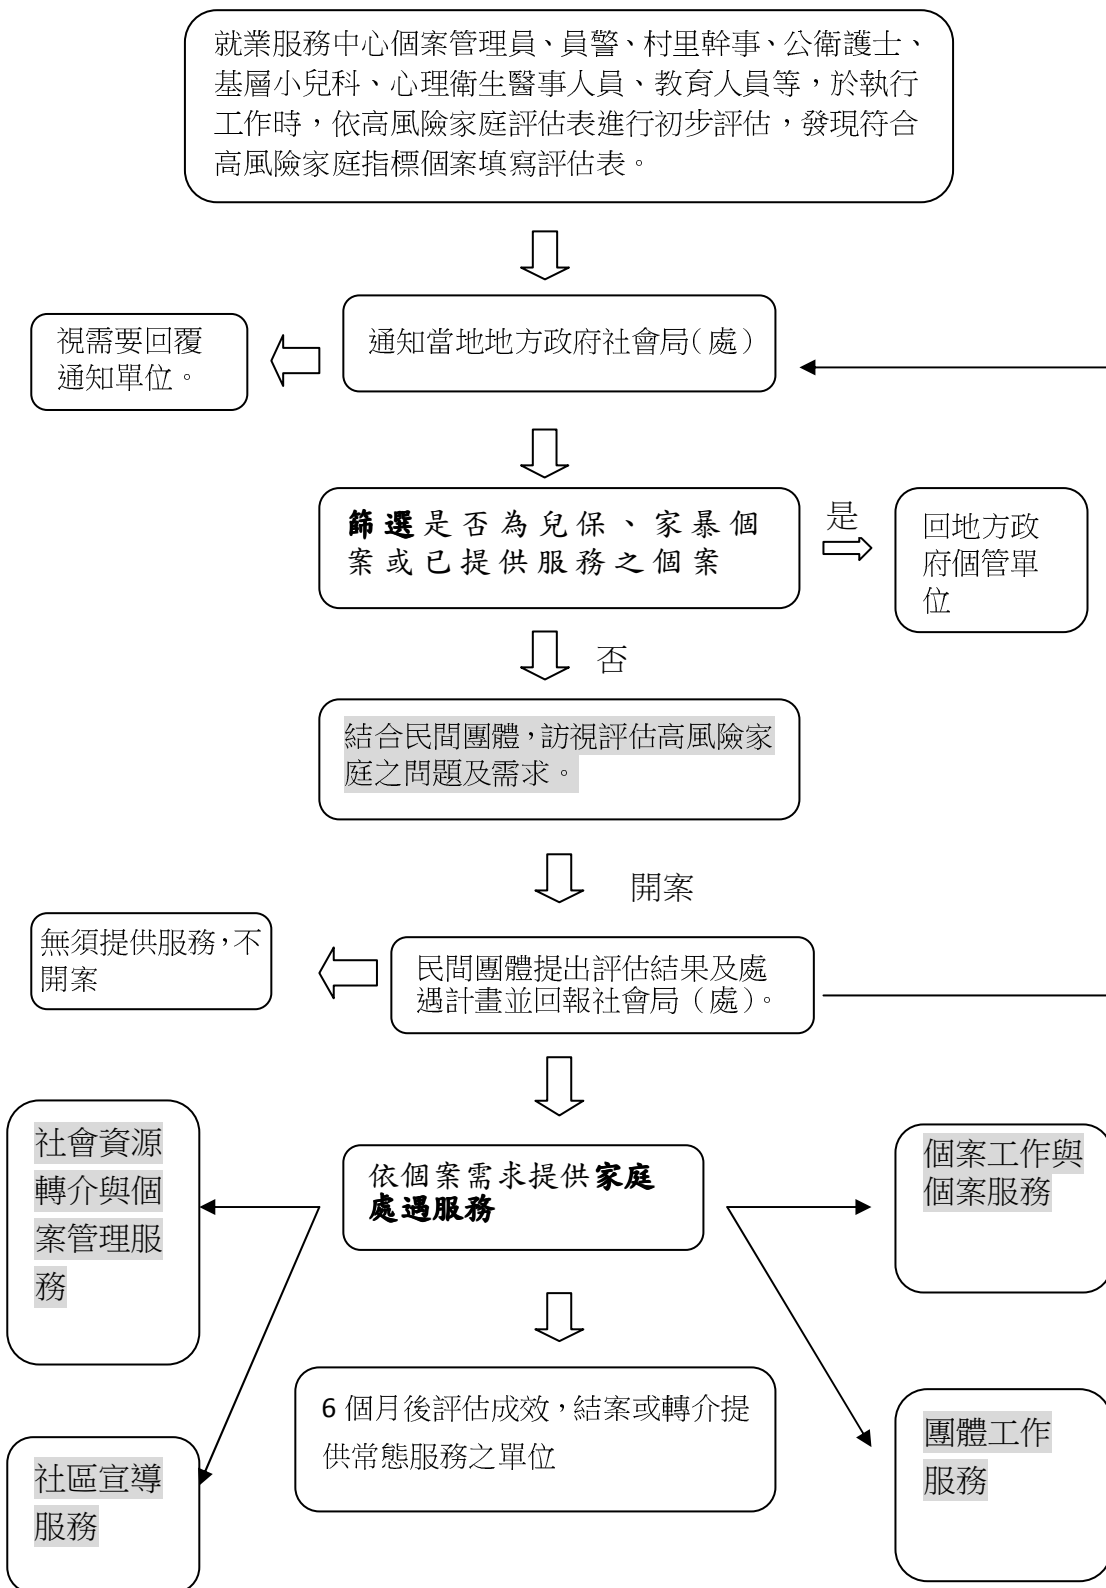 就業服務中心個案管理員、員警、村里幹事、公衛護士、
基層小兒科、心理衛生醫事人員、教育人員等，於執行
工作時，依高風險家庭評估表進行初步評估，發現符合
高風險家庭指標個案填寫評估表。
視需要回覆
通知單位。
通知當地地方政府社會局（處）
篩選是否為兒保、家暴個
案或已提供服務之個案
是
回地方政
府個管單
位
否
結合民間團體，訪視評估高風險家
庭之問題及需求。
開案
無須提供服務，不
開案
民間團體提出評估結果及處
遇計畫並回報社會局（處）。
社會資源
轉介與個
案管理服
務
依個案需求提供家庭
處遇服務
個案工作與
個案服務
6 個月後評估成效，結案或轉介提
供常態服務之單位
社區宣導
服務
團體工作
服務